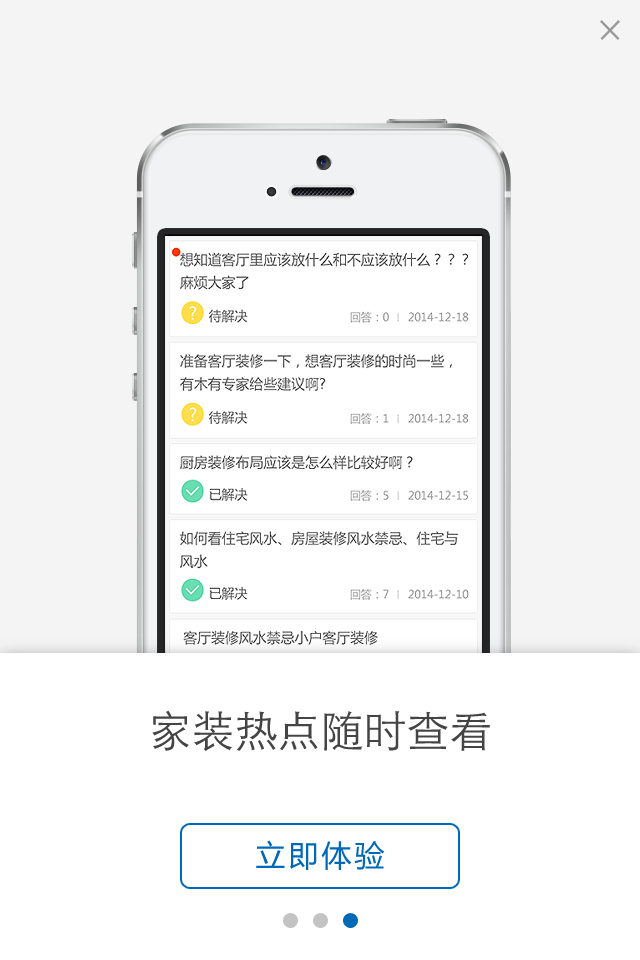 想知道客厅里应该放什么和不应该放什么？？？
麻烦大家了
? 待解决 回答：0 | 2014-12-18
准备客厅装修一下，想客厅装修的时尚一些，
有木有专家给些建议啊?
? 待解决 回答：1 | 2014-12-18
厨房装修布局应该是怎么样比较好啊？
已解决 回答：5 | 2014-12-15
如何看住宅风水、房屋装修风水禁忌、住宅与
风水
已解决 回答：7 | 2014-12-10
客厅装修风水禁忌小户客厅装修
家装热点随时查看
立即体验